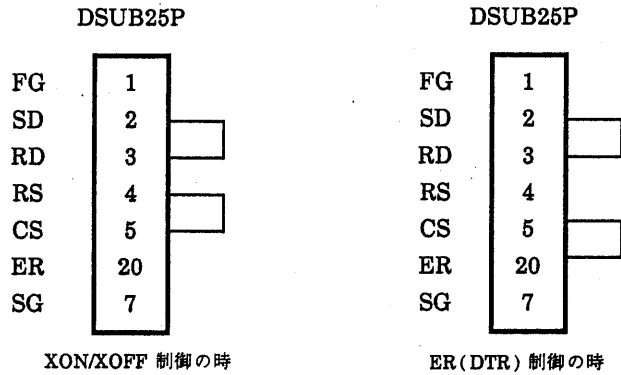 DSUB25P
FG 1
SD 2
RD 3
RS 4
CS 5
ER 20
SG 7
XON/XOFF 制御の時
DSUB25P
FG 1
SD 2
RD 3
RS 4
CS 5
ER 20
SG 7
ER(DTR) 制御の時